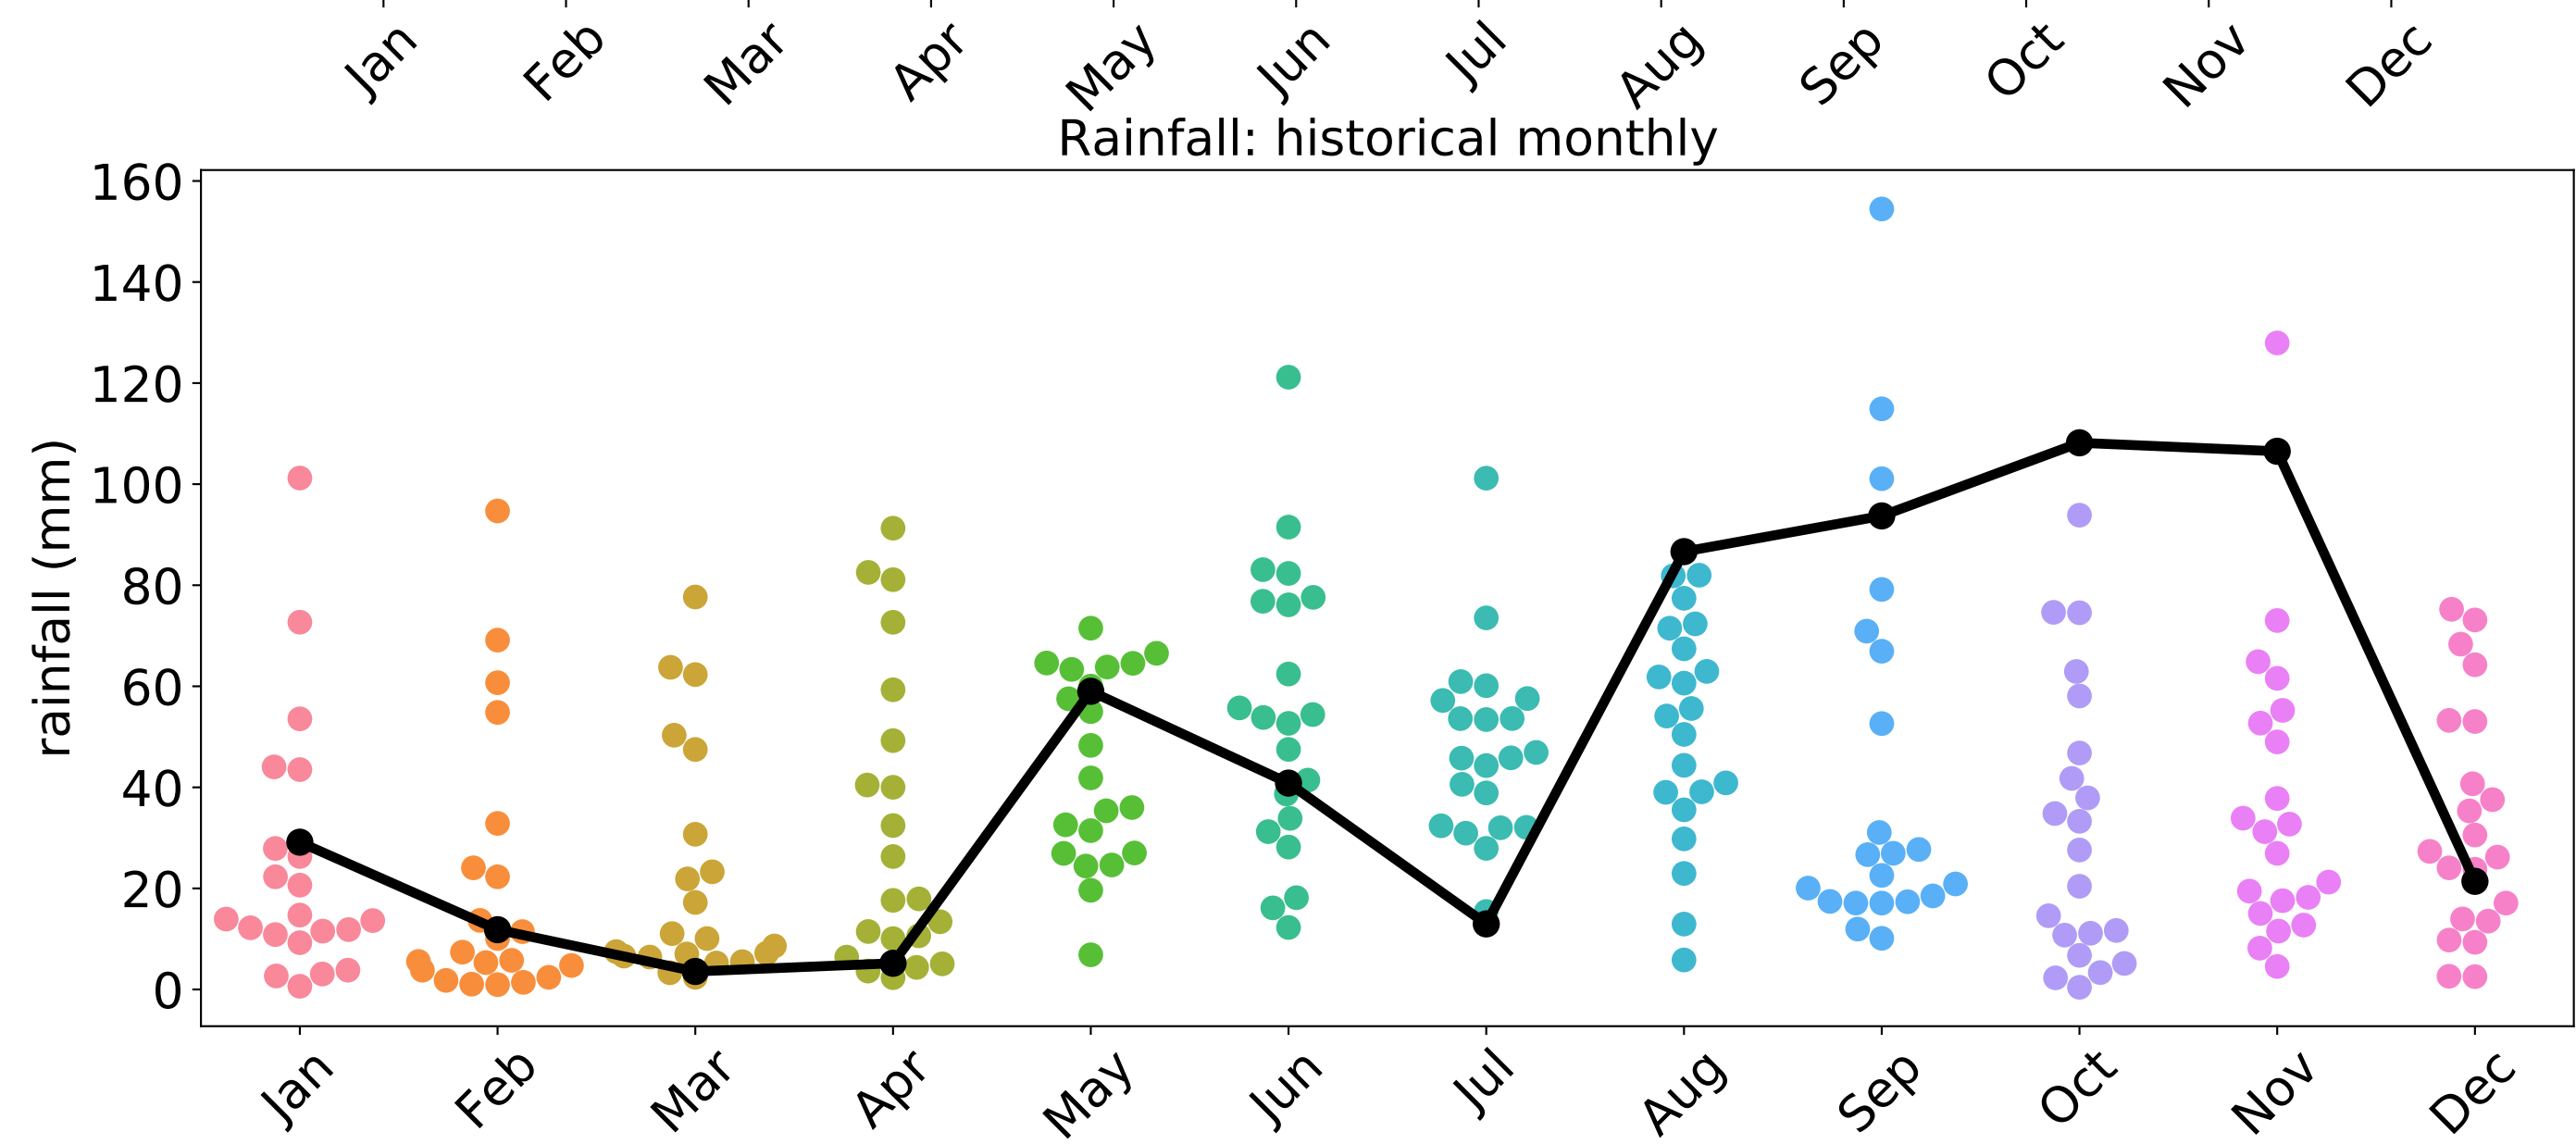 Jan Feb Mar Apr May Jun Jul Aug Sep Oct Nov Dec
Rainfall: historical monthly
160
140
120
100
80
60
40
20
0
rainfall (mm)
Jan Feb Mar Apr May Jun Jul Aug Sep Oct Nov Dec